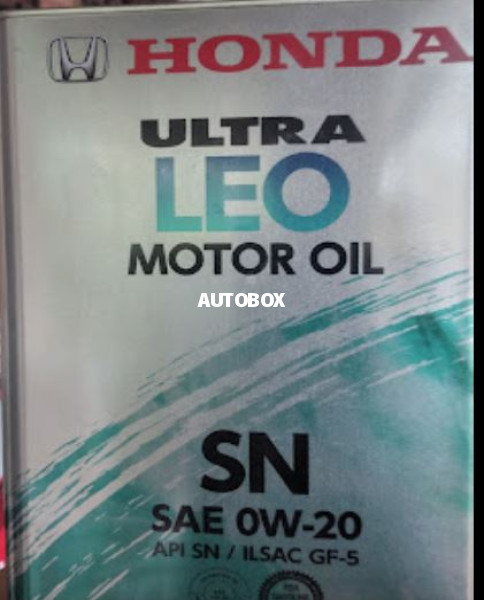 HONDA
ULTRA
LEO
MOTOR OIL
AUTOBOX
SN
SAE 0W-20
API SN / ILSAC GF-5